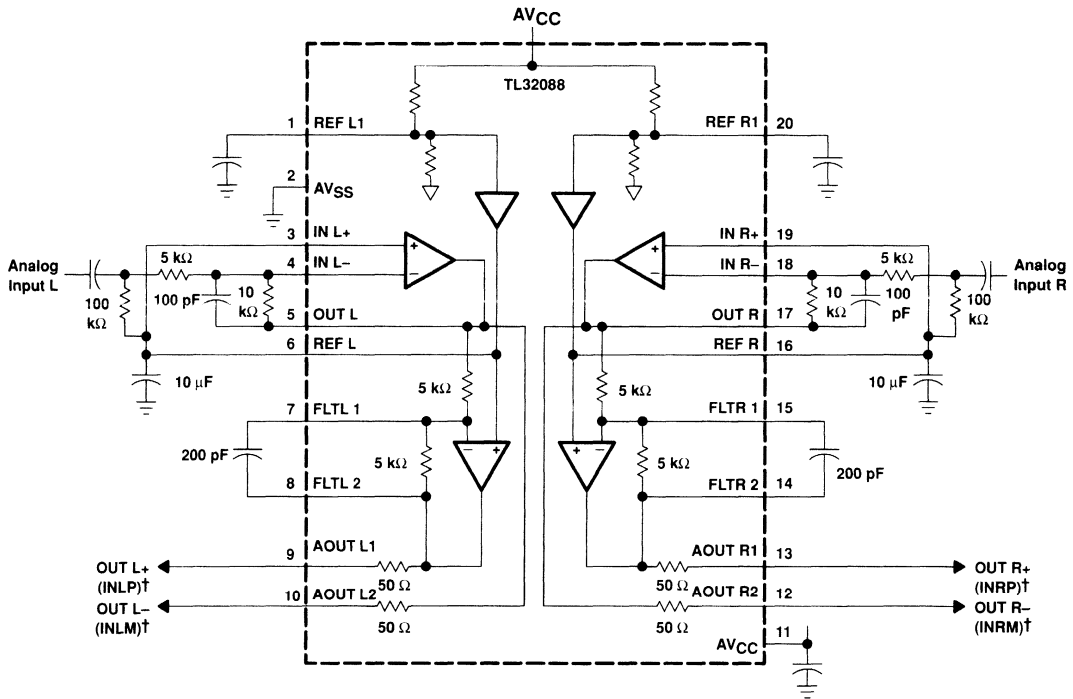 AVCC
TL32088
1 REF L1
REF R1 20
2 AVSS
3 IN L+
IN R+ 19
4 IN L−
IN R− 18
Analog
Input L
5 kΩ
100
kΩ
100 pF
10
kΩ
5 kΩ
10
kΩ
100
pF
100
kΩ
Analog
Input R
5 OUT L
OUT R 17
6 REF L
REF R 16
10 μF
5 kΩ
5 kΩ
10 μF
7 FLTL 1
FLTR 1 15
200 pF
5 kΩ
5 kΩ
200 pF
8 FLTL 2
FLTR 2 14
+
−
+
−
−
+
+
−
9 AOUT L1
AOUT R1 13
50 Ω
50 Ω
OUT L+
(INLP)†
OUT R+
(INRP)†
10 AOUT L2
AOUT R2 12
50 Ω
50 Ω
OUT L−
(INLM)†
OUT R−
(INRM)†
AVCC 11